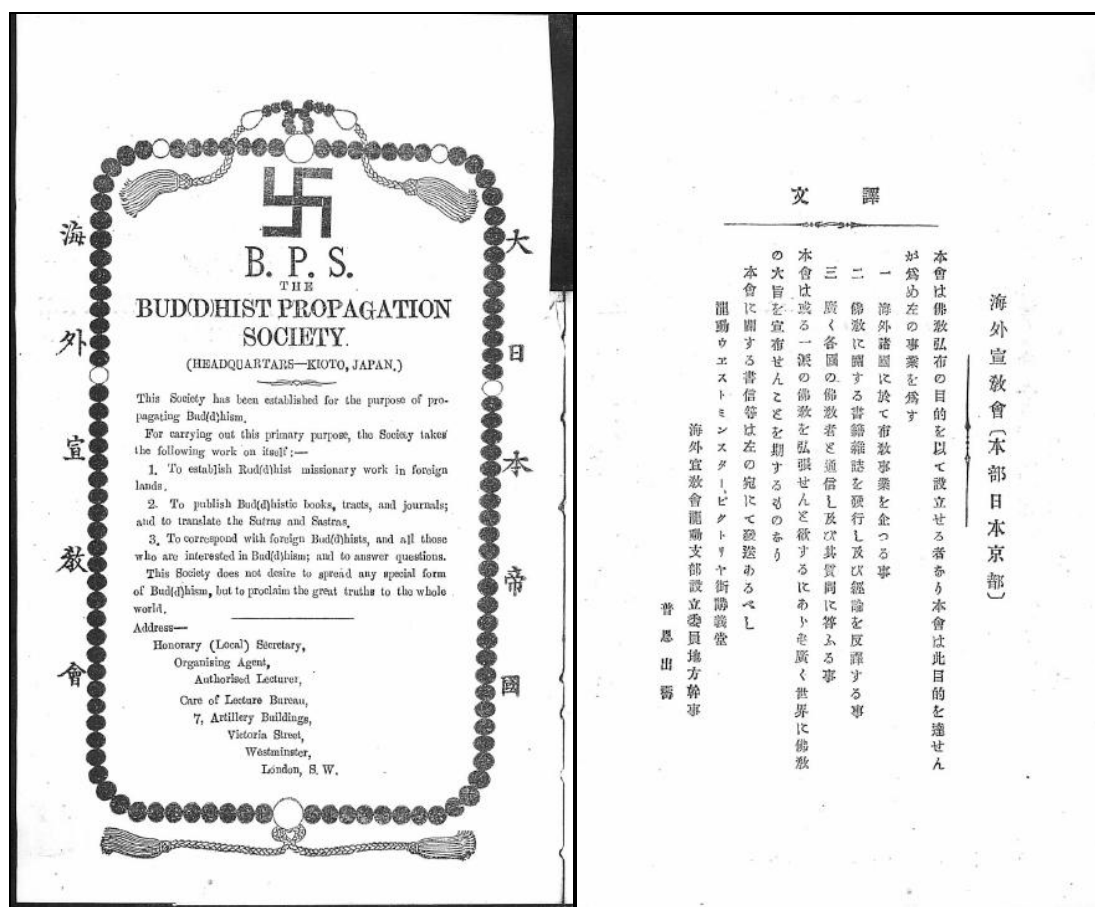 大日本帝國
海外宣教會
B. P. S.
THE
BUD(D)HIST PROPAGATION
SOCIETY.
(HEADQUARTARS—KIOTO, JAPAN.)
This Society has been established for the purpose of pro-
pagating Bud(d)hism.
For carrying out this primary purpose, the Society takes
the following work on itself:—
1. To establish Bud(d)hist missionary work in foreign
lands.
2. To publish Bud(d)histic books, tracts, and journals;
and to translate the Sutras and Sastras.
3. To correspond with foreign Bud(d)hists, and all those
who are interested in Bud(d)hism; and to answer questions.
This Society does not desire to spread any special form
of Bud(d)hism, but to proclaim the great truths to the whole
world.
Address—
Honorary (Local) Secretary,
Organising Agent,
Authorised Lecturer,
Care of Lecture Bureau,
7, Artillery Buildings,
Victoria Street,
Westminster,
London, S. W.
譯文
海外宣敎會〔本部日本京都〕
本會は佛敎弘布の目的を以て設立せる者なり本會は此目的を達せん
が爲め左の事業を爲す
一 海外諸國に於て布敎事業を企つる事
二 佛敎に關する書籍雜誌を發行し及び經論を反譯する事
三 廣く各國の佛敎者と通信し及び其質問に答ふる事
本會は或る一派の佛敎を弘張せんと欲するにあらず廣く世界に佛敎
の大旨を宣布せんことを期するものなり
本會に關する書信等は左の宛にて發送あるべし
龍動ウエストミンスター、ビクトリヤ街講義堂
海外宣敎會龍動支部設立委員地方幹事
普恩出